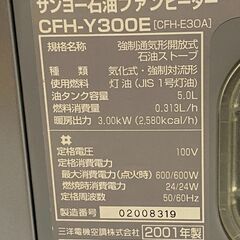 サンヨー石油ファンヒーター
CFH-Y300E [CFH-E30A]
規格名称 強制通気形開放式
石油ストーブ
型式 気化式・強制対流形
使用燃料 灯油(JIS 1号灯油)
油タンク容量 5.0L
燃料消費量 0.313L/h
暖房出力 3.00kW(2,580kcal/h)
定格電圧 100V
定格消費電力
最大消費電力(点火時) 600/600W
燃焼時消費電力 24/24W
定格周波数 50/60Hz
製造番号 02008319
三洋電機空調株式会社 2001年製